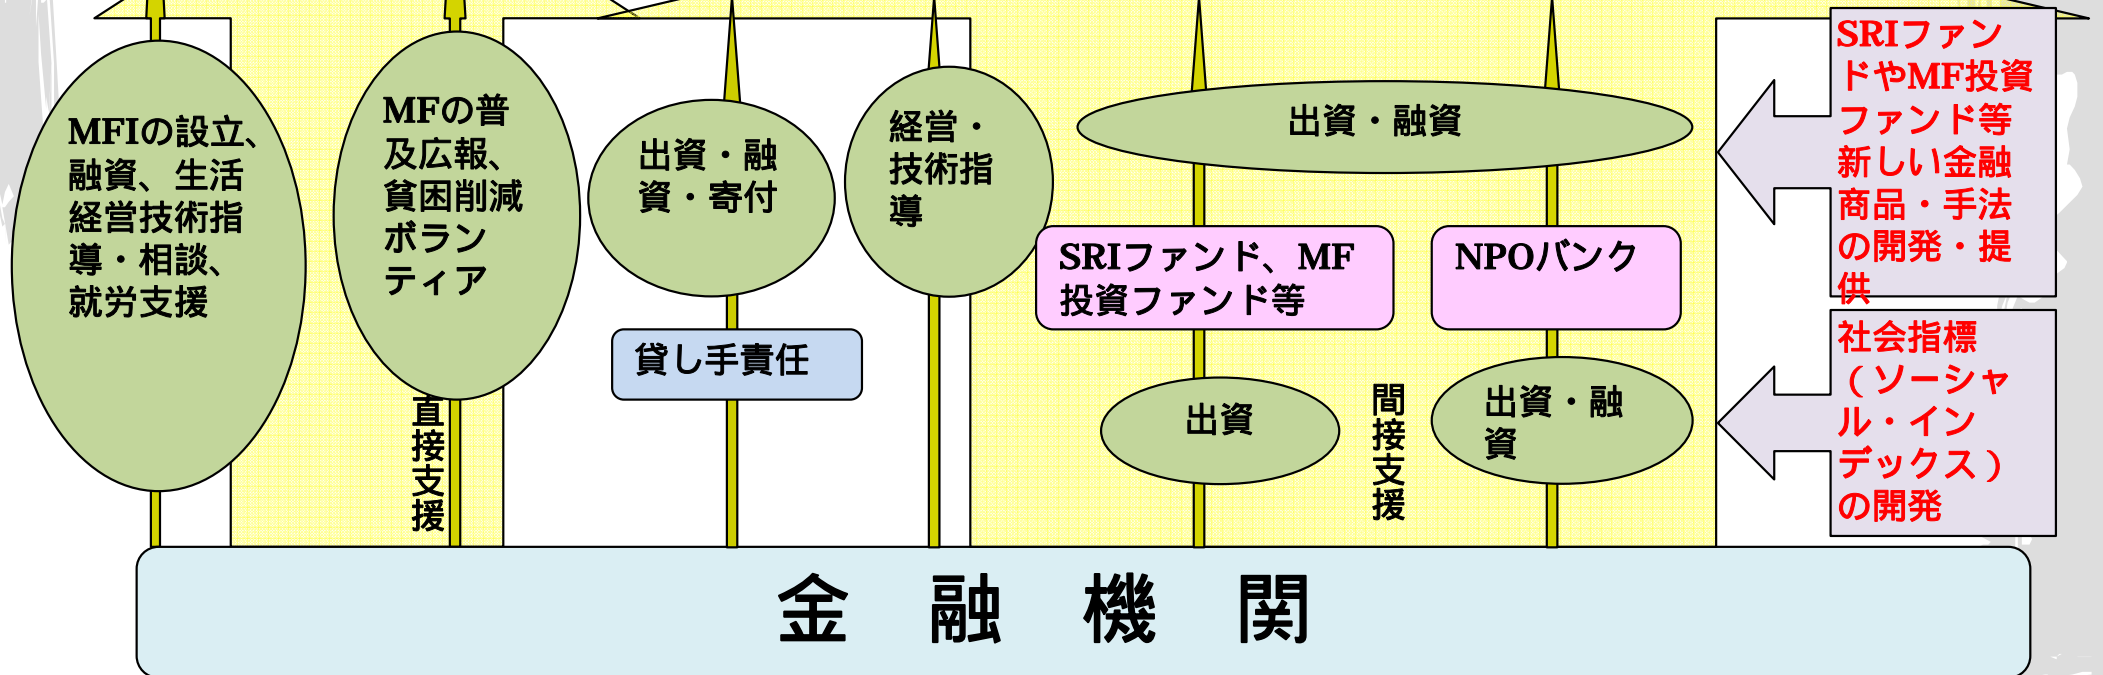 MFIの設立、
融資、生活
経営技術指
導・相談、
就労支援
MFの普
及広報、
貧困削減
ボラン
ティア
直接支援
出資・融
資・寄付
貸し手責任
経営・
技術指
導
出資・融資
SRIファンド、MF
投資ファンド等
NPOバンク
出資
間接支援
出資・融
資
SRIファン
ドやMF投資
ファンド等
新しい金融
商品・手法
の開発・提
供
社会指標
（ソーシャ
ル・イン
デックス）
の開発
金融機関